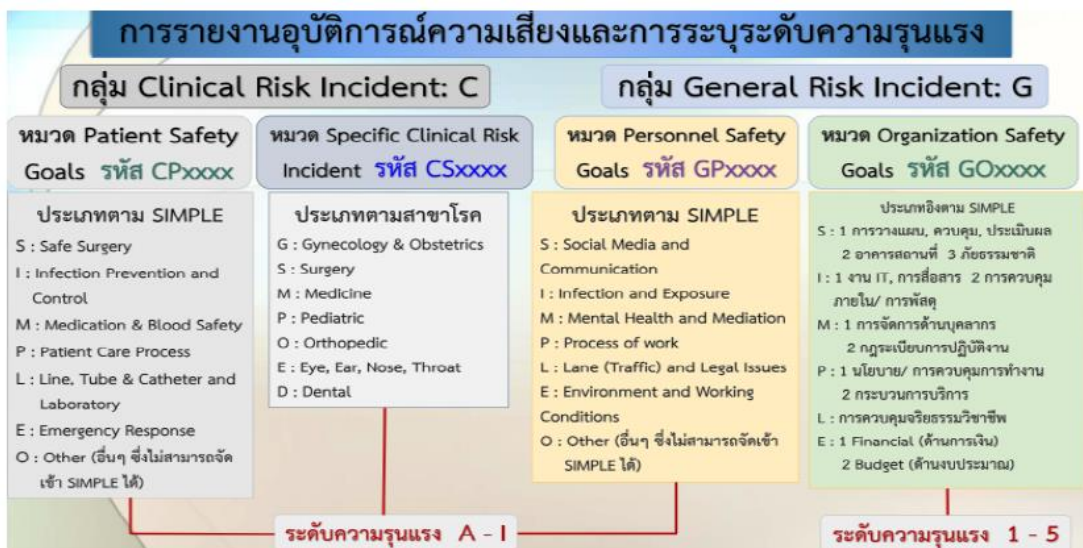 การรายงานอุบัติการณ์ความเสี่ยงและการระบุระดับความรุนแรง
กลุ่ม Clinical Risk Incident: C
กลุ่ม General Risk Incident: G
หมวด Patient Safety
Goals รหัส CPxxxx
ประเภทตาม SIMPLE
S : Safe Surgery
I : Infection Prevention and
Control
M : Medication & Blood Safety
P : Patient Care Process
L : Line, Tube & Catheter and
Laboratory
E : Emergency Response
O : Other (อื่นๆ ซึ่งไม่สามารถจัด
เข้า SIMPLE ได้)
หมวด Specific Clinical Risk
Incident รหัส CSxxxx
ประเภทตามสาขาโรค
G : Gynecology & Obstetrics
S : Surgery
M : Medicine
P : Pediatric
O : Orthopedic
E : Eye, Ear, Nose, Throat
D : Dental
หมวด Personnel Safety
Goals รหัส GPxxxx
ประเภทตาม SIMPLE
S : Social Media and
Communication
I : Infection and Exposure
M : Mental Health and Mediation
P : Process of work
L : Lane (Traffic) and Legal Issues
E : Environment and Working
Conditions
O : Other (อื่นๆ ซึ่งไม่สามารถจัดเข้า
SIMPLE ได้)
หมวด Organization Safety
Goals รหัส GOxxxx
ประเภทอิงตาม SIMPLE
S : 1 การวางแผน, ควบคุม, ประเมินผล
2 อาคารสถานที่ 3 ภัยธรรมชาติ
I : 1 งาน IT, การสื่อสาร 2 การควบคุม
ภายใน/ การพัสดุ
M : 1 การจัดการด้านบุคลากร
2 กฎระเบียบการปฏิบัติงาน
P : 1 นโยบาย/ การควบคุมการทำงาน
2 กระบวนการบริการ
L : การควบคุมจริยธรรมวิชาชีพ
E : 1 Financial (ด้านการเงิน)
2 Budget (ด้านงบประมาณ)
ระดับความรุนแรง A - I
ระดับความรุนแรง 1 - 5